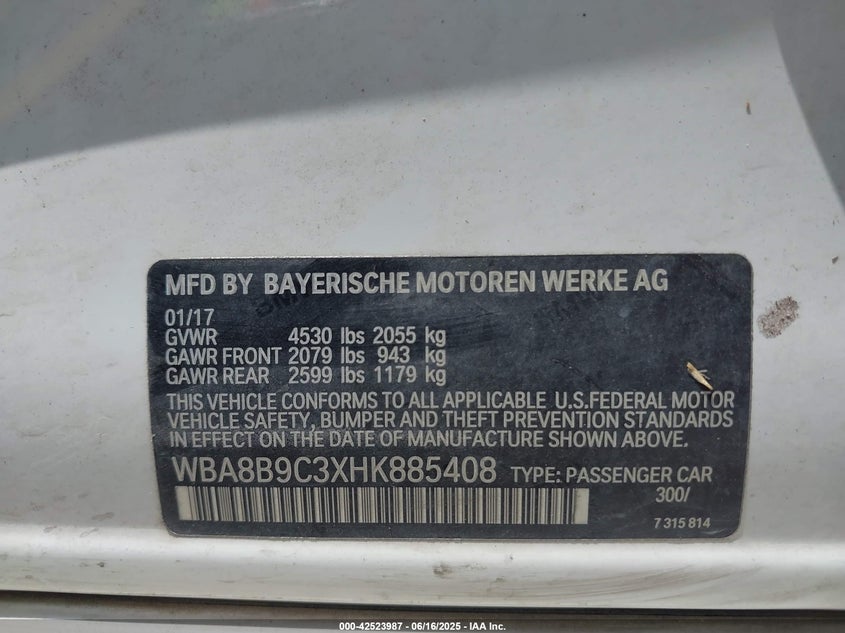 MFD BY BAYERISCHE MOTOREN WERKE AG
01/17
GVWR 4530 lbs 2055 kg
GAWR FRONT 2079 lbs 943 kg
GAWR REAR 2599 lbs 1179 kg
THIS VEHICLE CONFORMS TO ALL APPLICABLE U.S.FEDERAL MOTOR
VEHICLE SAFETY, BUMPER AND THEFT PREVENTION STANDARDS
IN EFFECT ON THE DATE OF MANUFACTURE SHOWN ABOVE.
WBA8B9C3XHK885408 TYPE: PASSENGER CAR
300/
7 315 814
000-42523987 - 06/16/2025 - IAA Inc.